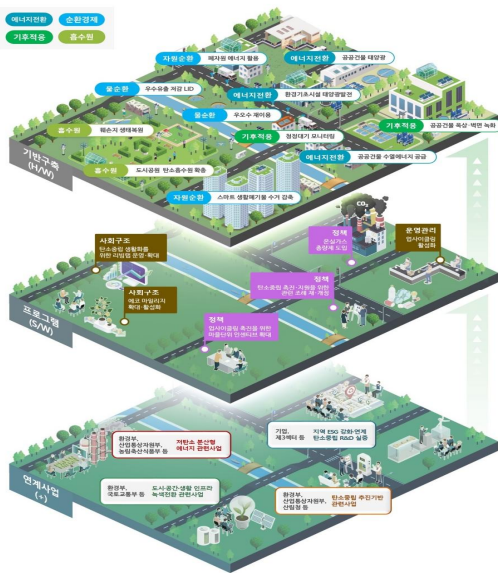 에너지전환 순환경제
기후적응 흡수원
자원순환 폐자원 에너지 활용
에너지전환 공공건물 태양광
물순환 우수유출 저감 LID
에너지전환 환경기초시설 태양광발전
물순환 우오수 재이용
기후적응 공공건물 옥상·벽면 녹화
흡수원 훼손지 생태복원
기후적응 청정대기 모니터링
에너지전환 공공건물 수열에너지 공급
흡수원 도시공원 탄소흡수원 확충
자원순환 스마트 생활폐기물 수거 감축
기반구축
(H/W)
CO₂
정책
온실가스
총량제 도입
운영관리
업사이클링
활성화
사회구조
탄소중립 생활화를
위한 리빙랩 운영·확대
정책
탄소중립 촉진·지원을 위한
관련 조례 제·개정
사회구조
에코 마일리지
확대·활성화
정책
업사이클링 촉진을 위한
마을단위 인센티브 확대
프로그램
(S/W)
기업,
제3섹터 등
지역 ESG 강화·연계
탄소중립 R&D 실증
환경부,
산업통상자원부,
농림축산식품부 등
저탄소 분산형
에너지 관련사업
환경부,
국토교통부 등
도시·공간·생활 인프라
녹색전환 관련사업
환경부,
산업통상자원부,
산림청 등
탄소중립 추진기반
관련사업
연계사업
(+)